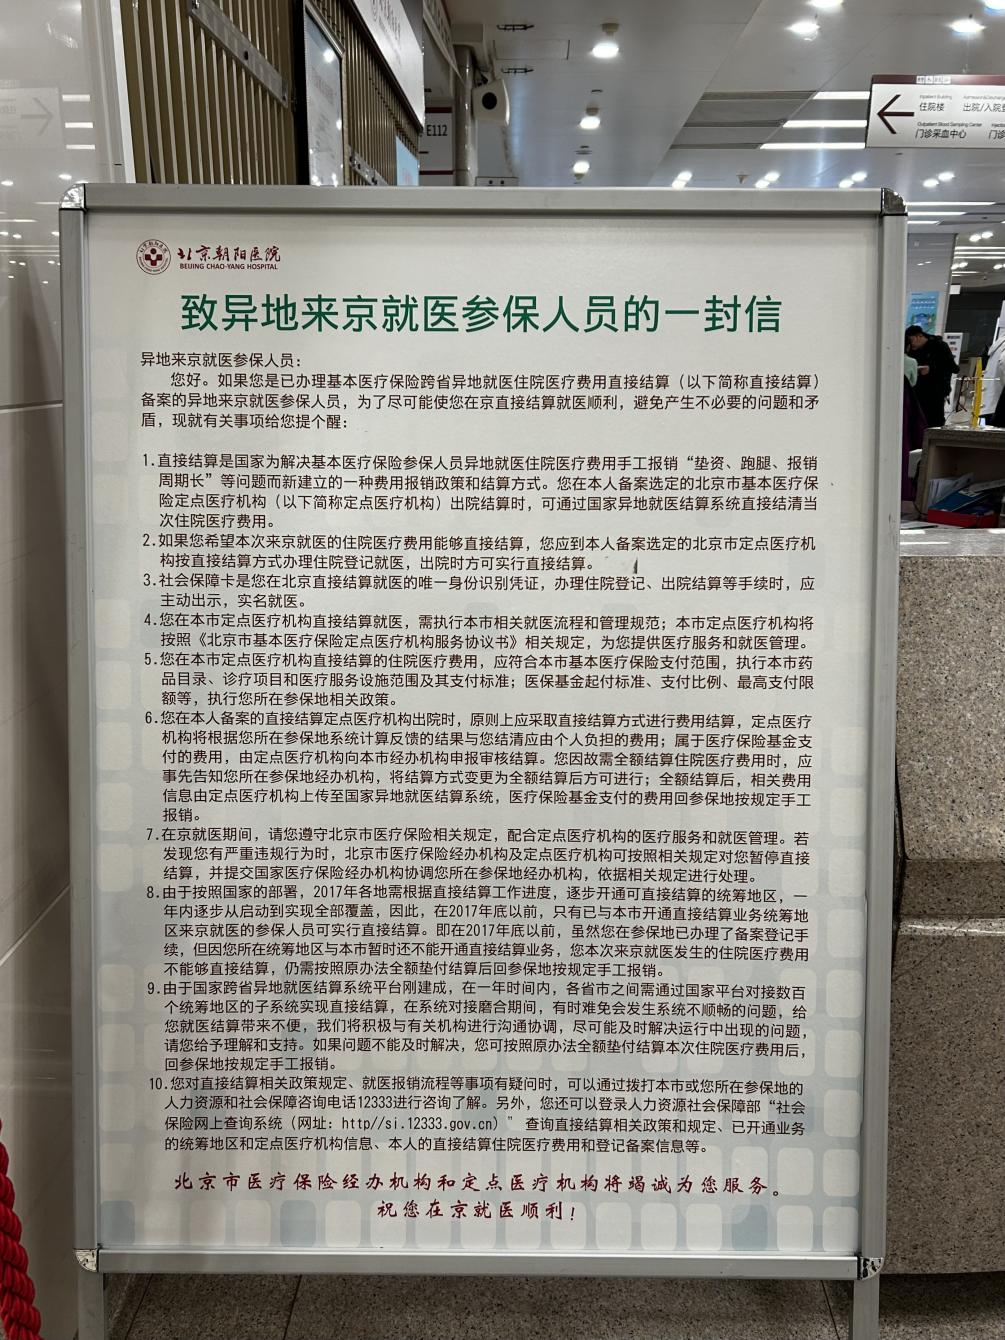 E112
Inpatient Building
住院楼 出院/入院
Outpatient Blood Sampling Center
门诊采血中心 门诊
北京朝阳医院
BEIJING CHAO-YANG HOSPITAL
致异地来京就医参保人员的一封信
异地来京就医参保人员：
您好。如果您是已办理基本医疗保险跨省异地就医住院医疗费用直接结算（以下简称直接结算）
备案的异地来京就医参保人员，为了尽可能使您在京直接结算就医顺利，避免产生不必要的问题和矛
盾，现就有关事项给您提个醒：
1.直接结算是国家为解决基本医疗保险参保人员异地就医住院医疗费用手工报销“垫资、跑腿、报销
周期长”等问题而新建立的一种费用报销政策和结算方式。您在本人备案选定的北京市基本医疗保
险定点医疗机构（以下简称定点医疗机构）出院结算时，可通过国家异地就医结算系统直接结清当
次住院医疗费用。
2.如果您希望本次来京就医的住院医疗费用能够直接结算，您应到本人备案选定的北京市定点医疗机
构按直接结算方式办理住院登记就医，出院时方可实行直接结算。
3.社会保障卡是您在北京直接结算就医的唯一身份识别凭证，办理住院登记、出院结算等手续时，应
主动出示，实名就医。
4.您在本市定点医疗机构直接结算就医，需执行本市相关就医流程和管理规范；本市定点医疗机构将
按照《北京市基本医疗保险定点医疗机构服务协议书》相关规定，为您提供医疗服务和就医管理。
5.您在本市定点医疗机构直接结算的住院医疗费用，应符合本市基本医疗保险支付范围，执行本市药
品目录、诊疗项目和医疗服务设施范围及其支付标准；医保基金起付标准、支付比例、最高支付限
额等，执行您所在参保地相关政策。
6.您在本人备案的直接结算定点医疗机构出院时，原则上应采取直接结算方式进行费用结算，定点医疗
机构将根据您所在参保地系统计算反馈的结果与您结清应由个人负担的费用；属于医疗保险基金支
付的费用，由定点医疗机构向本市经办机构申报审核结算。您因故需全额结算住院医疗费用时，应
事先告知您所在参保地经办机构，将结算方式变更为全额结算后方可进行；全额结算后，相关费用
信息由定点医疗机构上传至国家异地就医结算系统，医疗保险基金支付的费用回参保地按规定手工
报销。
7.在京就医期间，请您遵守北京市医疗保险相关规定，配合定点医疗机构的医疗服务和就医管理。若
发现您有严重违规行为时，北京市医疗保险经办机构及定点医疗机构可按照相关规定对您暂停直接
结算，并提交国家医疗保险经办机构协调您所在参保地经办机构，依据相关规定进行处理。
8.由于按照国家的部署，2017年各地需根据直接结算工作进度，逐步开通可直接结算的统筹地区，一
年内逐步从启动到实现全部覆盖，因此，在2017年底以前，只有已与本市开通直接结算业务统筹地
区来京就医的参保人员可实行直接结算。即在2017年底以前，虽然您在参保地已办理了备案登记手
续，但因您所在统筹地区与本市暂时还不能开通直接结算业务，您本次来京就医发生的住院医疗费用
不能够直接结算，仍需按照原办法全额垫付结算后回参保地按规定手工报销。
9.由于国家跨省异地就医结算系统平台刚建成，在一年时间内，各省市之间需通过国家平台对接数百
个统筹地区的子系统实现直接结算，在系统对接磨合期间，有时难免会发生系统不顺畅的问题，给
您就医结算带来不便，我们将积极与有关机构进行沟通协调，尽可能及时解决运行中出现的问题，
请您给予理解和支持。如果问题不能及时解决，您可按照原办法全额垫付结算本次住院医疗费用后，
回参保地按规定手工报销。
10.您对直接结算相关政策规定、就医报销流程等事项有疑问时，可以通过拨打本市或您所在参保地的
人力资源和社会保障咨询电话12333进行咨询了解。另外，您还可以登录人力资源社会保障部“社会
保险网上查询系统（网址：http//si.12333.gov.cn）” 查询直接结算相关政策和规定、已开通业务
的统筹地区和定点医疗机构信息、本人的直接结算住院医疗费用和登记备案信息等。
北京市医疗保险经办机构和定点医疗机构将竭诚为您服务。
祝您在京就医顺利！